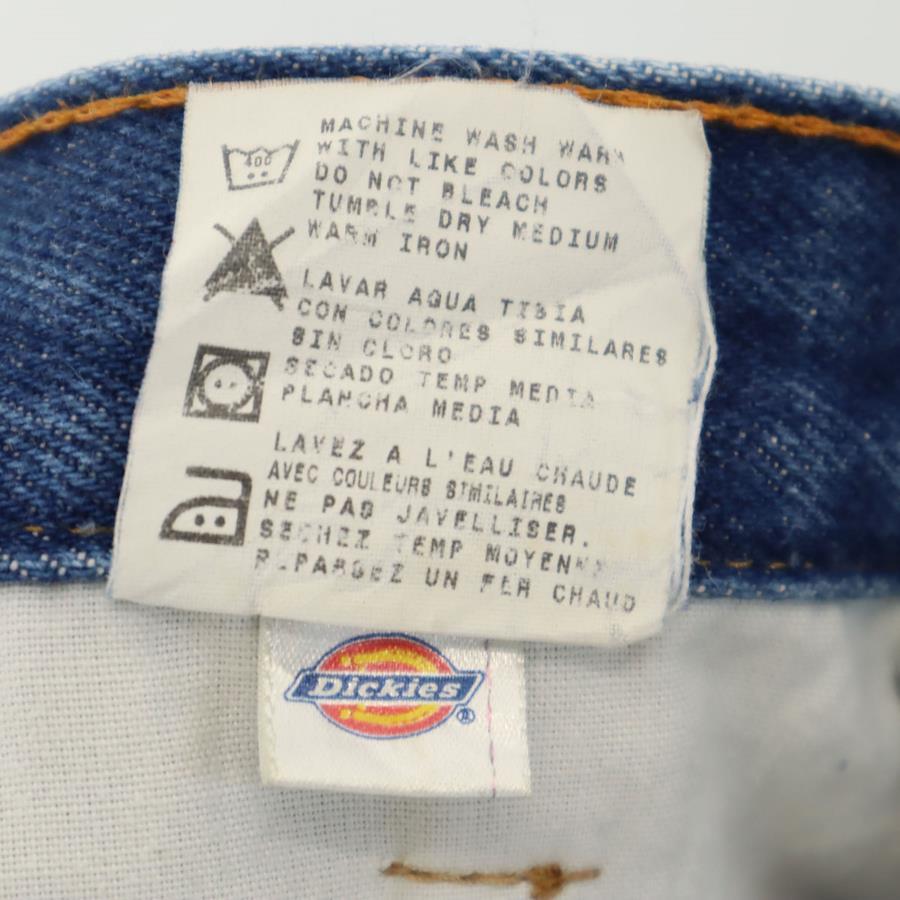 MACHINE WASH WARM
WITH LIKE COLORS
DO NOT BLEACH
TUMBLE DRY MEDIUM
WARM IRON
LAVAR AGUA TIBIA
CON COLORES SIMILARES
SIN CLORO
SECADO TEMP MEDIA
PLANCHA MEDIA
LAVEZ A L'EAU CHAUDE
AVEC COULEURS SIMILAIRES
NE PAS JAVELLISER.
SECHEZ TEMP MOYENNE
REPASSEZ UN FER CHAUD
Dickies®